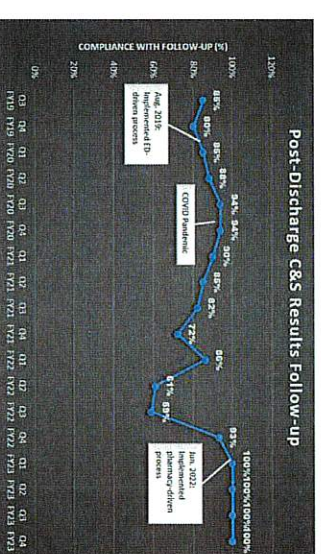 Post-Discharge C&S Results Follow-up
COMPLIANCE WITH FOLLOW-UP (%)
120%
100%
80%
60%
40%
20%
0%
85% 80% 85% 88% 94% 94% 90% 85% 82% 72% 86% 61% 59% 93% 100% 100% 100% 100%
Aug. 2019:
Implemented ED-
driven process
COVID Pandemic
Jun. 2022:
Implemented
pharmacy-driven
process
Q3 Q4 Q1 Q2 Q3 Q4 Q1 Q2 Q3 Q4 Q1 Q2 Q3 Q4 Q1 Q2 Q3 Q4
FY19 FY19 FY20 FY20 FY20 FY20 FY21 FY21 FY21 FY21 FY22 FY22 FY22 FY22 FY23 FY23 FY23 FY23